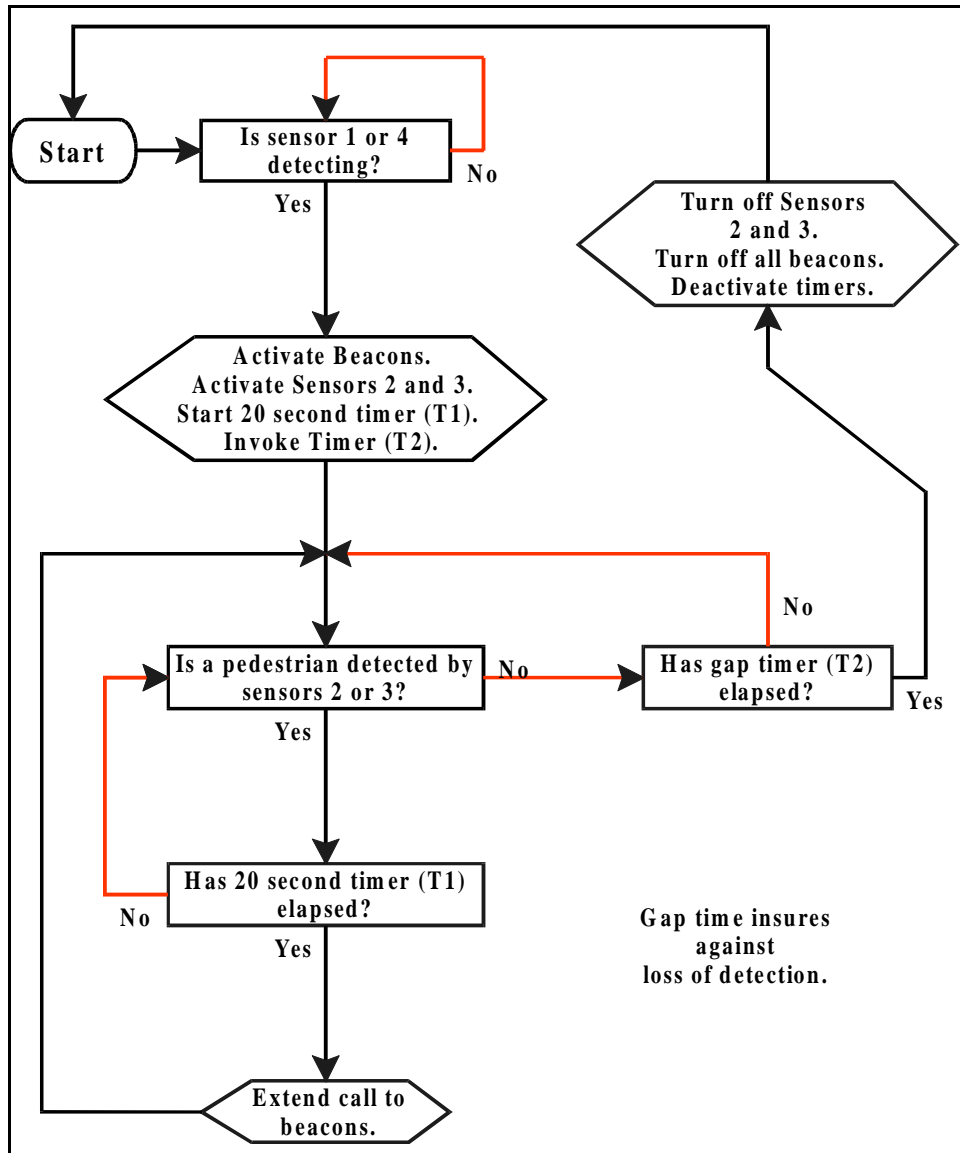 Start
Is sensor 1 or 4
detecting?
No
Yes
Turn off Sensors
2 and 3.
Turn off all beacons.
Deactivate timers.
Activate Beacons.
Activate Sensors 2 and 3.
Start 20 second timer (T1).
Invoke Timer (T2).
No
Is a pedestrian detected by
sensors 2 or 3?
No
Has gap timer (T2)
elapsed?
Yes
Yes
Has 20 second timer (T1)
elapsed?
No
Yes
Gap time insures
against
loss of detection.
Extend call to
beacons.